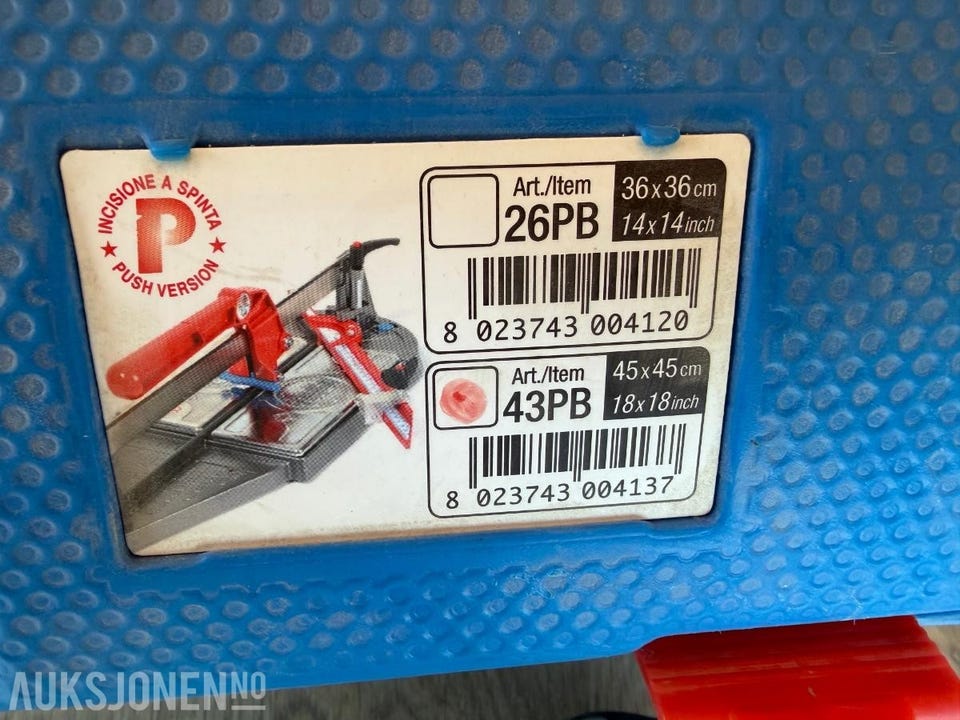 INCISIONE A SPINTA
P
PUSH VERSION
Art./Item
26PB
36x36cm
14x14inch
8 023743 004120
Art./Item
43PB
45x45cm
18x18inch
8 023743 004137
AUKSJONEN.NO